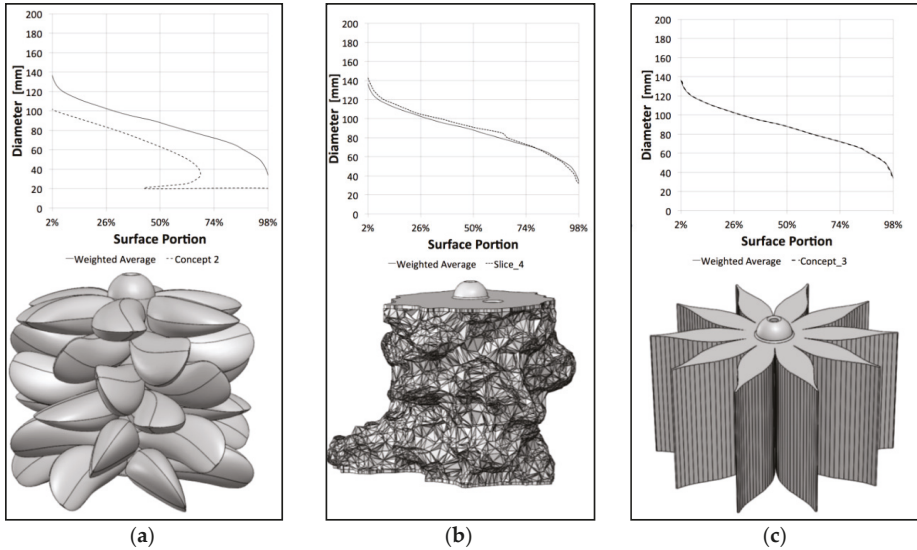 200
180
160
140
120
100
80
60
40
20
0
Diameter [mm]
2% 26% 50% 74% 98%
Surface Portion
Weighted Average Concept 2
(a)
200
180
160
140
120
100
80
60
40
20
0
Diameter [mm]
2% 26% 50% 74% 98%
Surface Portion
Weighted Average Slice_4
(b)
200
180
160
140
120
100
80
60
40
20
0
Diameter [mm]
2% 26% 50% 74% 98%
Surface Portion
Weighted Average Concept_3
(c)